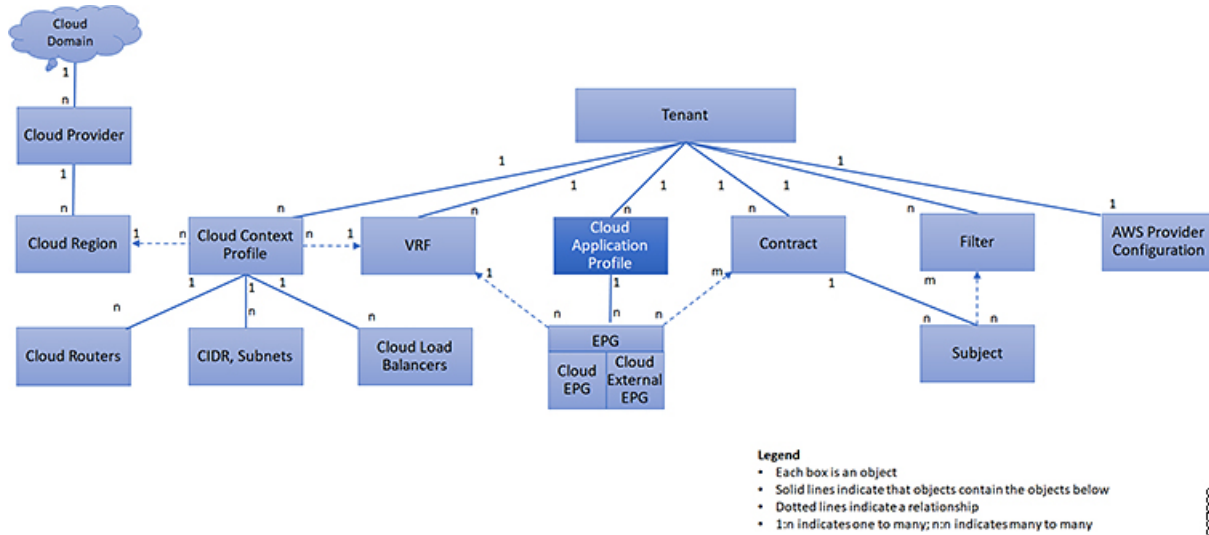 Cloud
Domain
1
n
Cloud Provider
Tenant
1
n
1
1
1
1
1
1
n
n
n
n
n
1
Cloud Region
1
n
Cloud Context
Profile
n
1
VRF
Cloud
Application
Profile
Contract
Filter
AWS Provider
Configuration
1
1
1
1
1
m
1
m
n
n
n
n
n
n
n
n
Cloud Routers
CIDR, Subnets
Cloud Load
Balancers
EPG
Cloud
EPG
Cloud
External
EPG
Subject
Legend
• Each box is an object
• Solid lines indicate that objects contain the objects below
• Dotted lines indicate a relationship
• 1:n indicates one to many; n:n indicates many to many